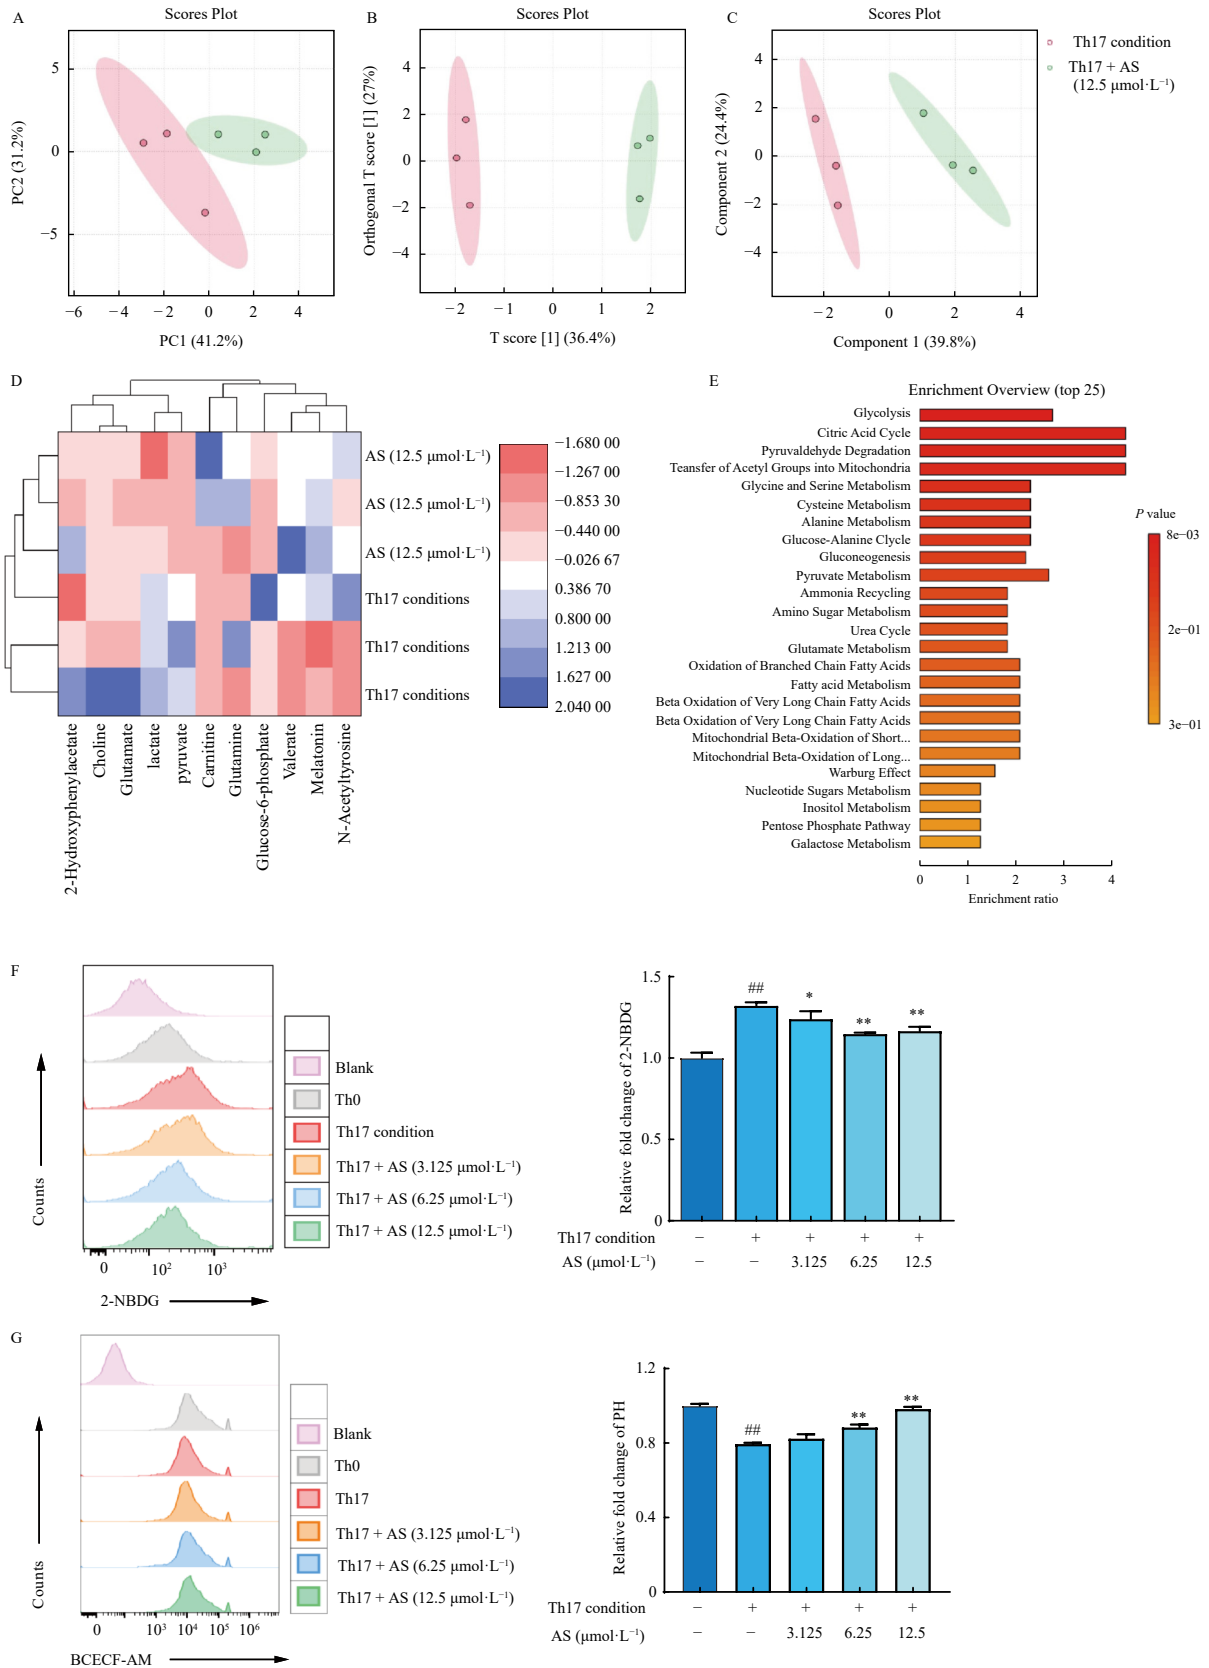 A
Scores Plot
PC2 (31.2%)
5
0
−5
−6
−4
−2
0
2
4
PC1 (41.2%)
B
Scores Plot
Orthogonal T score [1] (27%)
4
2
0
−2
−4
−2
−1
0
1
2
T score [1] (36.4%)
C
Scores Plot
Component 2 (24.4%)
4
2
0
−2
−4
−2
0
2
4
Component 1 (39.8%)
Th17 condition
Th17 + AS
(12.5 μmol·L⁻¹)
D
AS (12.5 μmol·L⁻¹)
AS (12.5 μmol·L⁻¹)
AS (12.5 μmol·L⁻¹)
Th17 conditions
Th17 conditions
Th17 conditions
2-Hydroxyphenylacetate
Choline
Glutamate
lactate
pyruvate
Carnitine
Glutamine
Glucose-6-phosphate
Valerate
Melatonin
N-Acetyltyrosine
−1.680 00
−1.267 00
−0.853 30
−0.440 00
−0.026 67
0.386 70
0.800 00
1.213 00
1.627 00
2.040 00
E
Enrichment Overview (top 25)
Glycolysis
Citric Acid Cycle
Pyruvaldehyde Degradation
Teansfer of Acetyl Groups into Mitochondria
Glycine and Serine Metabolism
Cysteine Metabolism
Alanine Metabolism
Glucose-Alanine Clycle
Gluconeogenesis
Pyruvate Metabolism
Ammonia Recycling
Amino Sugar Metabolism
Urea Cycle
Glutamate Metabolism
Oxidation of Branched Chain Fatty Acids
Fatty acid Metabolism
Beta Oxidation of Very Long Chain Fatty Acids
Beta Oxidation of Very Long Chain Fatty Acids
Mitochondrial Beta-Oxidation of Short...
Mitochondrial Beta-Oxidation of Long...
Warburg Effect
Nucleotide Sugars Metabolism
Inositol Metabolism
Pentose Phosphate Pathway
Galactose Metabolism
0
1
2
3
4
Enrichment ratio
P value
8e−03
2e−01
3e−01
F
Counts
0
10²
10³
2-NBDG
Blank
Th0
Th17 condition
Th17 + AS (3.125 μmol·L⁻¹)
Th17 + AS (6.25 μmol·L⁻¹)
Th17 + AS (12.5 μmol·L⁻¹)
Relative fold change of 2-NBDG
1.5
1.0
0.5
0
##
*
**
**
Th17 condition − + + + +
AS (μmol·L⁻¹) − − 3.125 6.25 12.5
G
Counts
0
10³
10⁴
10⁵
10⁶
BCECF-AM
Blank
Th0
Th17
Th17 + AS (3.125 μmol·L⁻¹)
Th17 + AS (6.25 μmol·L⁻¹)
Th17 + AS (12.5 μmol·L⁻¹)
Relative fold change of PH
1.2
0.8
0.4
0
##
**
**
Th17 condition − + + + +
AS (μmol·L⁻¹) − − 3.125 6.25 12.5